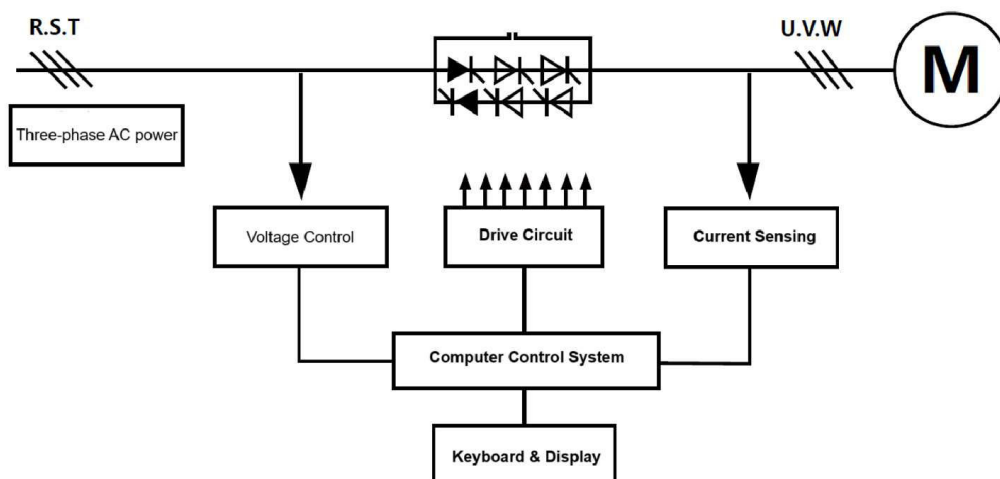 R.S.T
U.V.W
M
Three-phase AC power
Voltage Control
Drive Circuit
Current Sensing
Computer Control System
Keyboard & Display